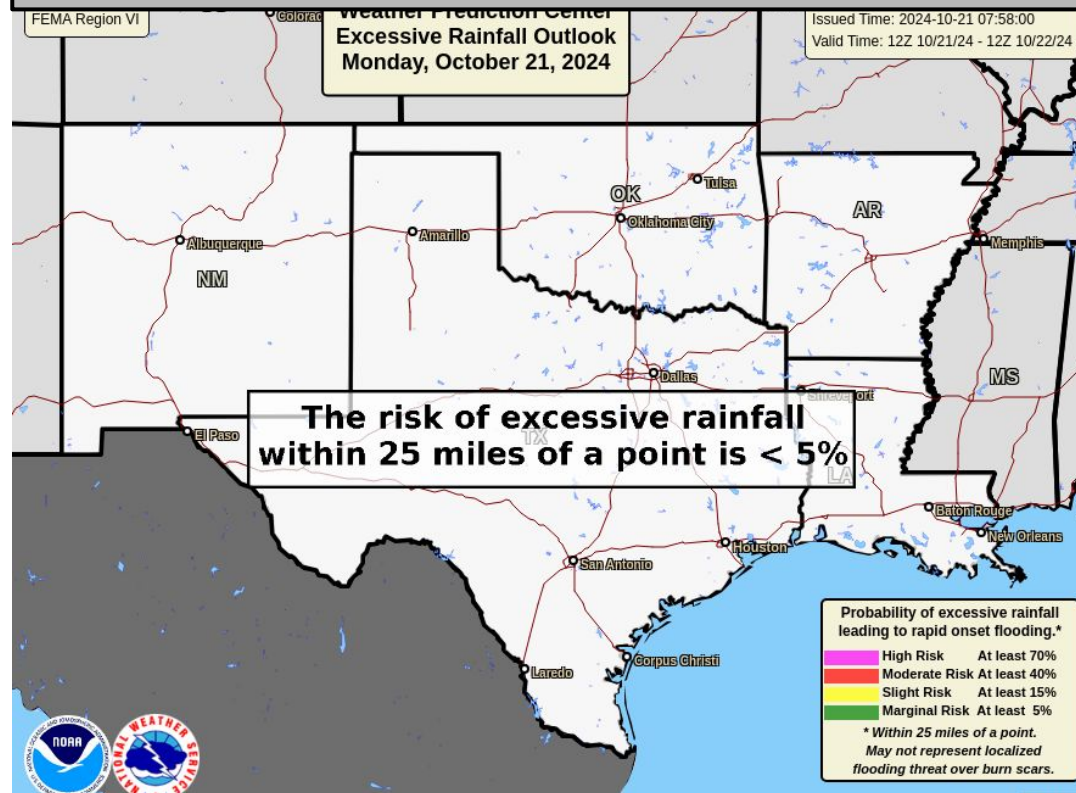 FEMA Region VI
Weather Prediction Center
Excessive Rainfall Outlook
Monday, October 21, 2024
Issued Time: 2024-10-21 07:58:00
Valid Time: 12Z 10/21/24 - 12Z 10/22/24
Tulsa
OK
Oklahoma City
AR
Amarillo
Albuquerque
Memphis
NM
Dallas
MS
Shreveport
The risk of excessive rainfall
within 25 miles of a point is < 5%
El Paso
TX
LA
Baton Rouge
New Orleans
Houston
San Antonio
Laredo
Corpus Christi
Probability of excessive rainfall
leading to rapid onset flooding.*
High Risk At least 70%
Moderate Risk At least 40%
Slight Risk At least 15%
Marginal Risk At least 5%
* Within 25 miles of a point.
May not represent localized
flooding threat over burn scars.
NOAA
NATIONAL WEATHER SERVICE